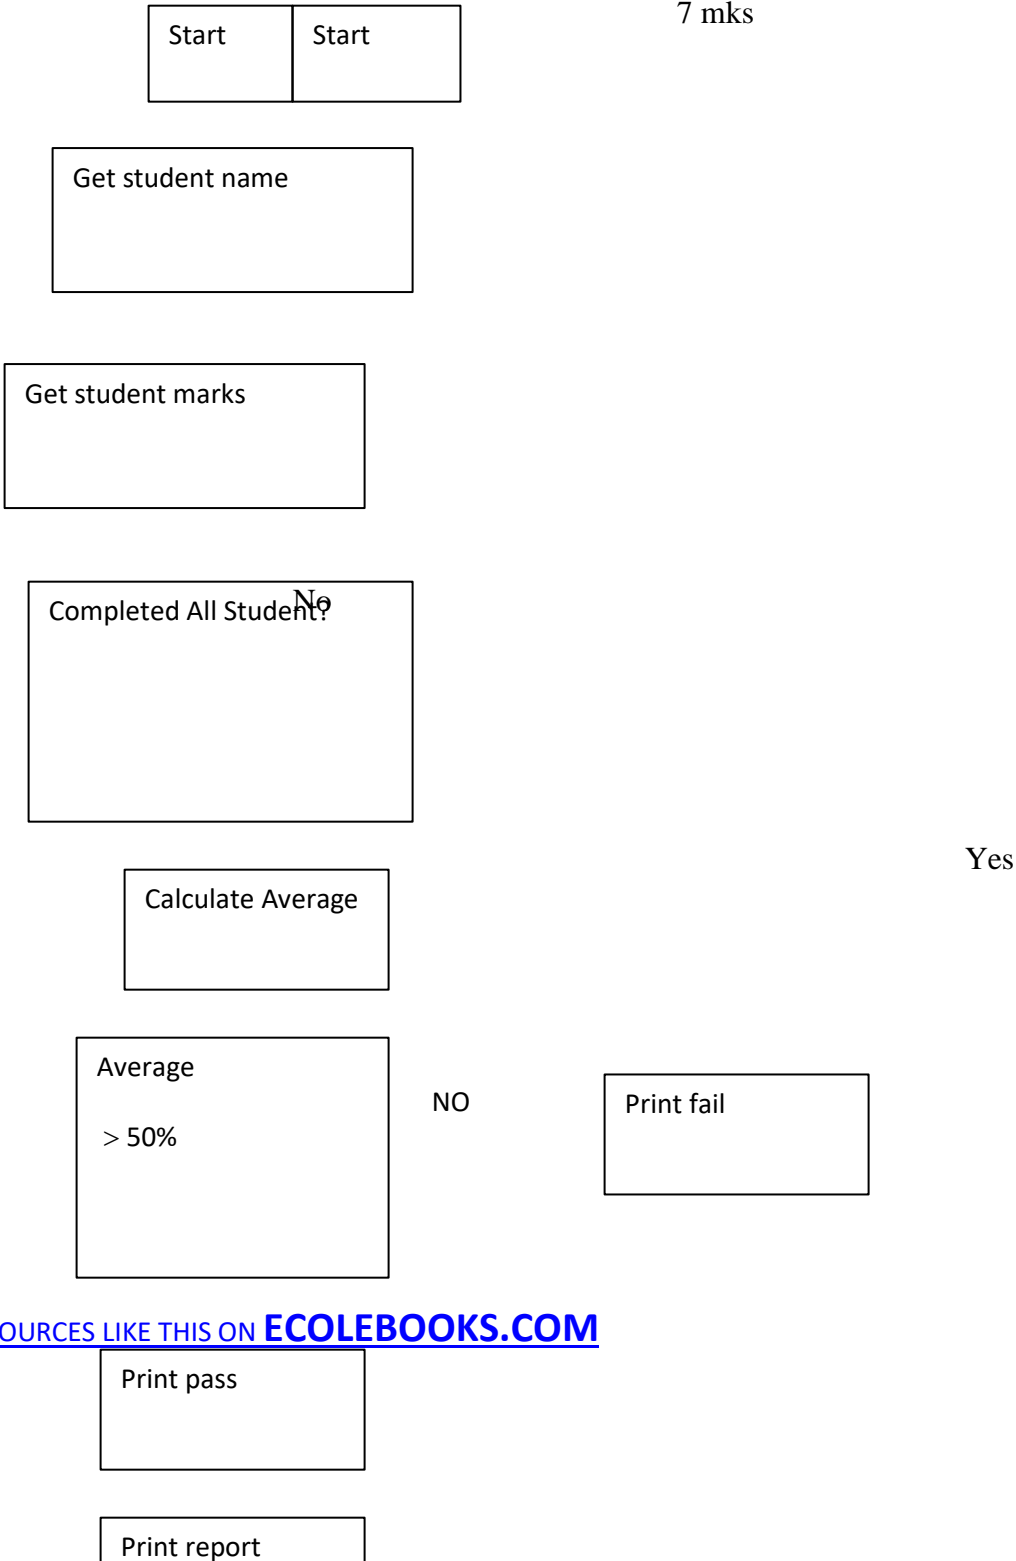 7 mks
Start Start
Get student name
Get student marks
Completed All Student?
No
Yes
Calculate Average
Average
> 50%
NO
Print fail
OURCES LIKE THIS ON ECOLEBOOKS.COM
Print pass
Print report